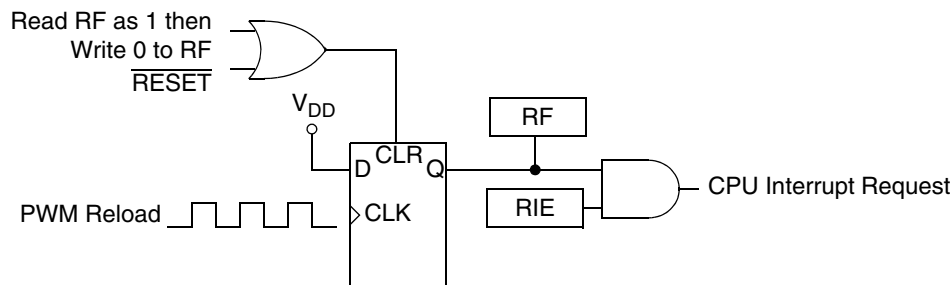 Read RF as 1 then
Write 0 to RF
RESET
VDD
RF
D
CLR
Q
CPU Interrupt Request
RIE
PWM Reload
CLK